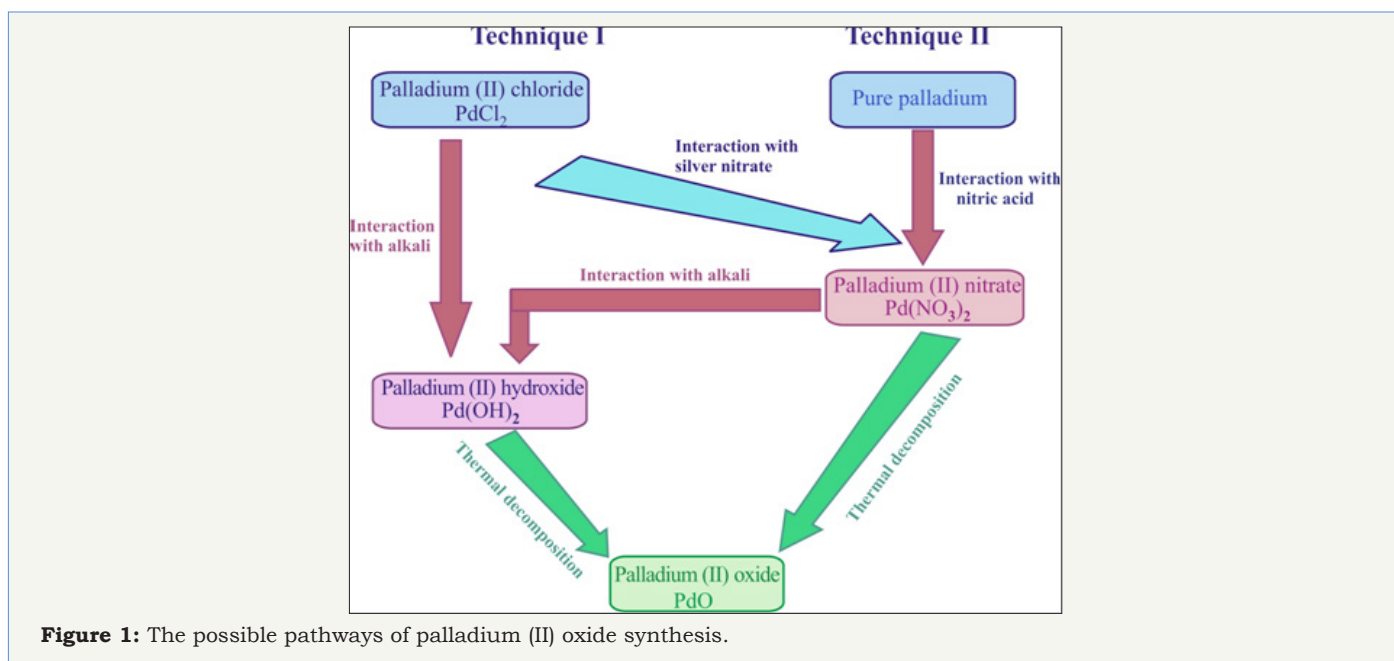 Technique I
Technique II
Palladium (II) chloride
PdCl₂
Pure palladium
Interaction with
silver nitrate
Interaction with
nitric acid
Interaction
with alkali
Interaction with alkali
Palladium (II) nitrate
Pd(NO₃)₂
Palladium (II) hydroxide
Pd(OH)₂
Thermal decomposition
Thermal decomposition
Palladium (II) oxide
PdO
Figure 1: The possible pathways of palladium (II) oxide synthesis.